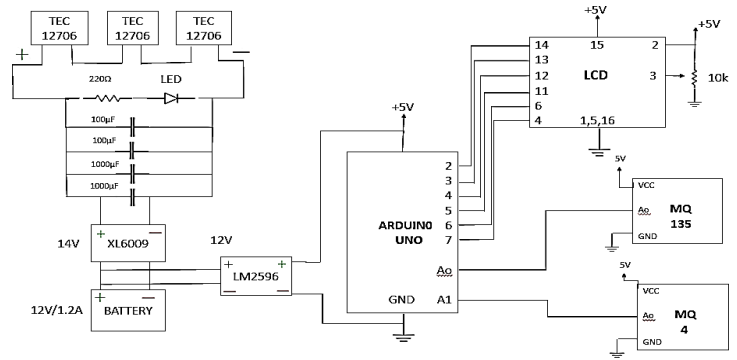 TEC
12706
TEC
12706
TEC
12706
+
−
220Ω
LED
100µF
100µF
1000µF
1000µF
14V
+ −
XL6009
12V/1.2A
+ −
BATTERY
12V
+ +
LM2596
− −
+5V
ARDUIN0
UNO
2
3
4
5
6
7
Ao
GND
A1
+5V
14
13
12
11
6
4
15
LCD
2
3
1,5,16
+5V
10k
5V
VCC
Ao
GND
MQ
135
5V
VCC
Ao
GND
MQ
4